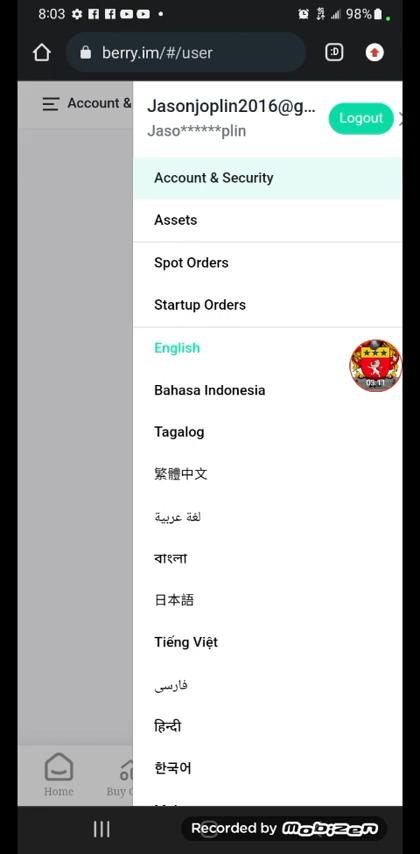 8:03 98%
berry.im/#/user :D
Account &
Jasonjoplin2016@g...
Jaso******plin
Logout
Account & Security
Assets
Spot Orders
Startup Orders
English
Bahasa Indonesia
03:11
Tagalog
繁體中文
لغة عربية
বাংলা
日本語
Tiếng Việt
فارسی
हिन्दी
한국어
Home Buy
Recorded by mobizen